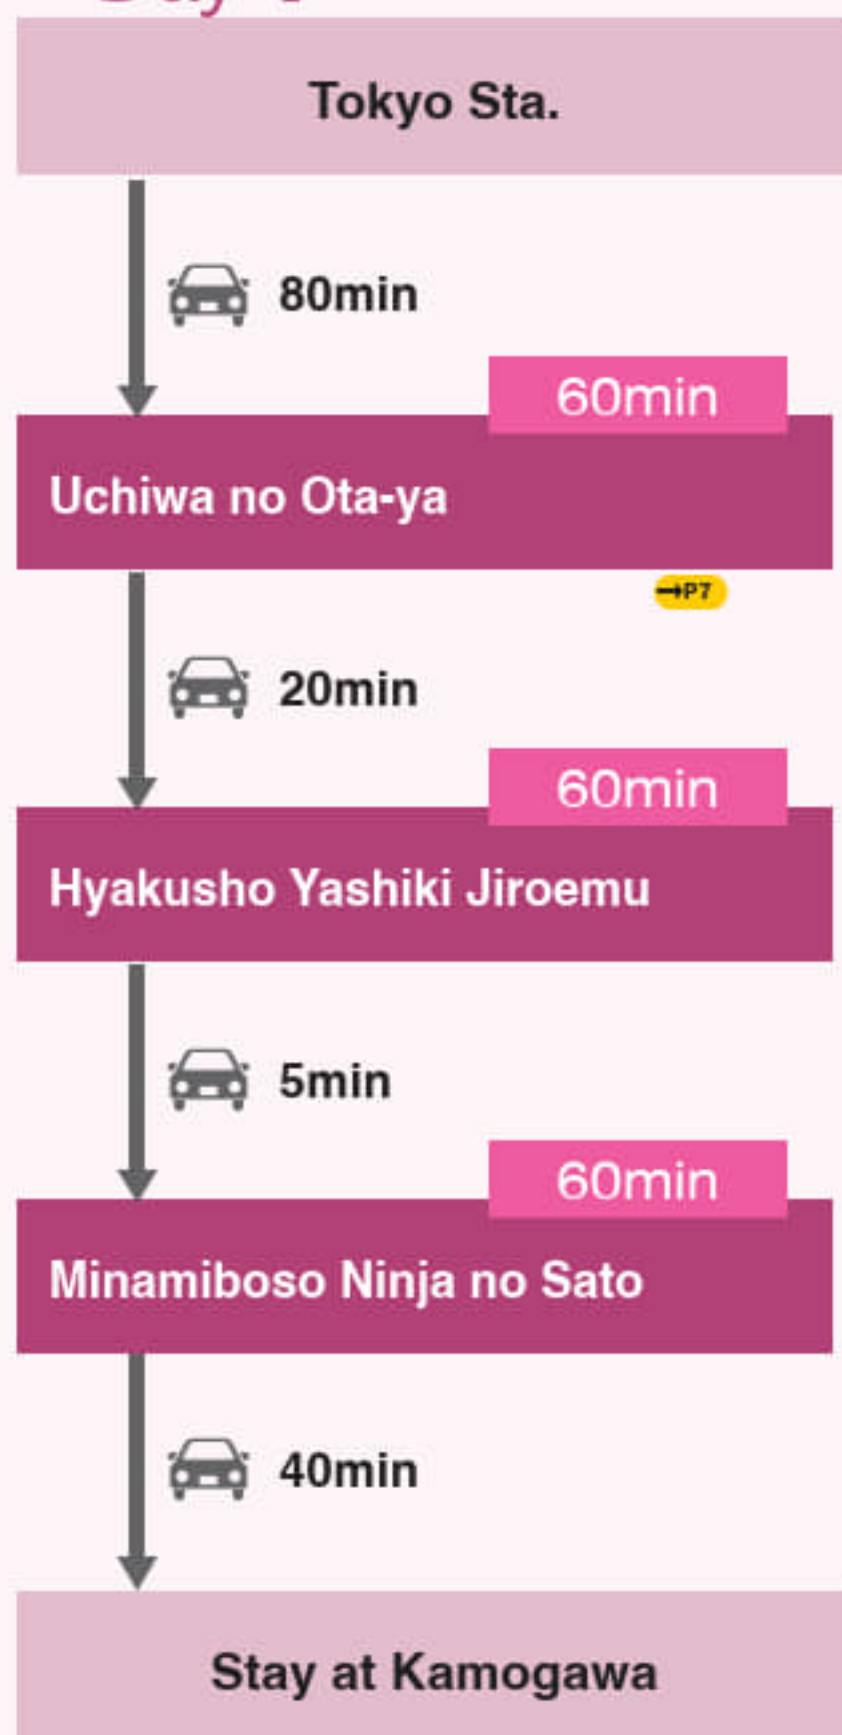 Tokyo Sta.
80min
60min
Uchiwa no Ota-ya
→P7
20min
60min
Hyakusho Yashiki Jiroemu
5min
60min
Minamiboso Ninja no Sato
40min
Stay at Kamogawa